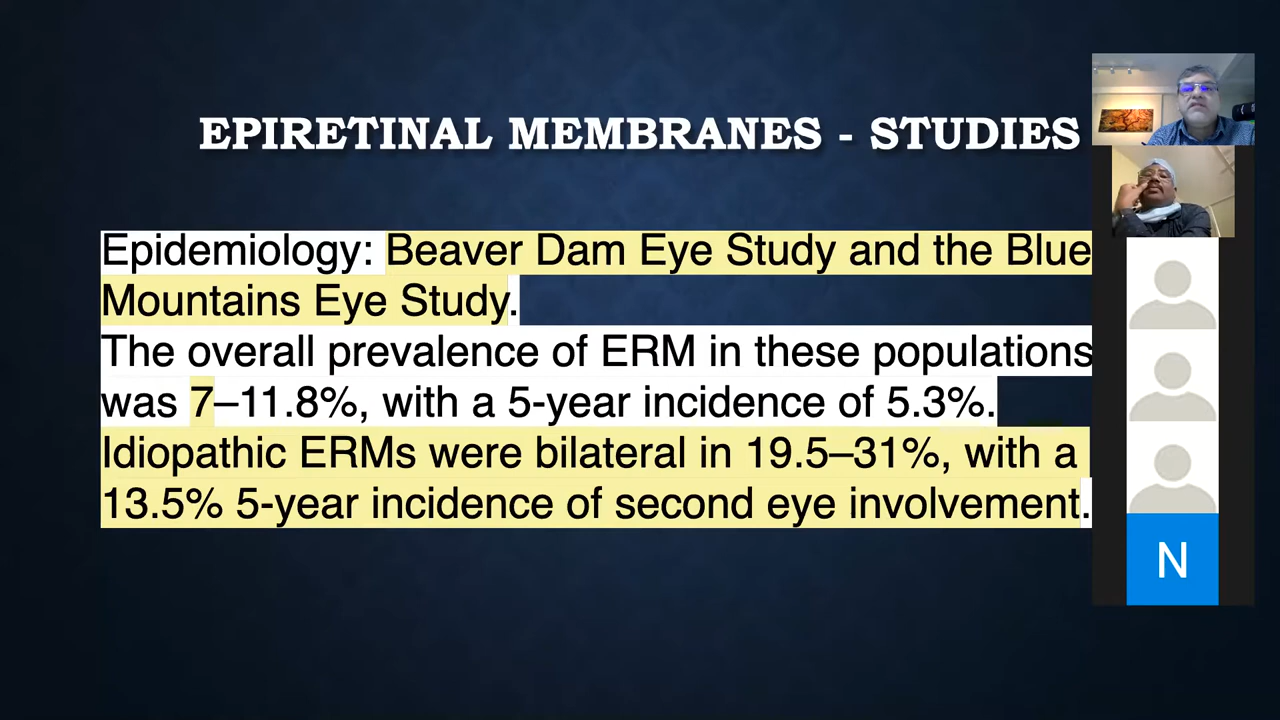 EPIRETINAL MEMBRANES - STUDIES
Epidemiology: Beaver Dam Eye Study and the Blue
Mountains Eye Study.
The overall prevalence of ERM in these populations
was 7–11.8%, with a 5-year incidence of 5.3%.
Idiopathic ERMs were bilateral in 19.5–31%, with a
13.5% 5-year incidence of second eye involvement.
N